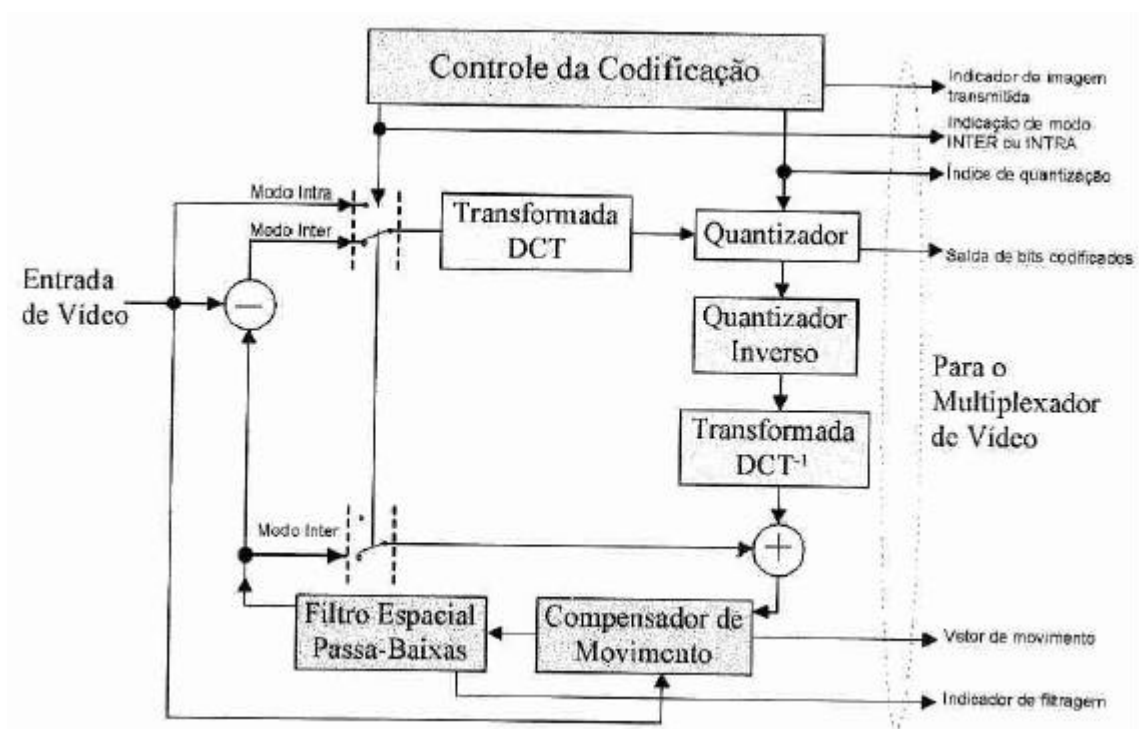 Controle da Codificação
Indicador de imagem
transmitida
Indicação de modo
INTER ou INTRA
Índice de quantização
Modo Intra
Modo Inter
Transformada
DCT
Quantizador
Saída de bits codificados
Entrada
de Vídeo
Quantizador
Inverso
Para o
Multiplexador
de Vídeo
Transformada
DCT-1
Modo Inter
Filtro Espacial
Passa-Baixas
Compensador de
Movimento
Vetor de movimento
Indicador de filtragem